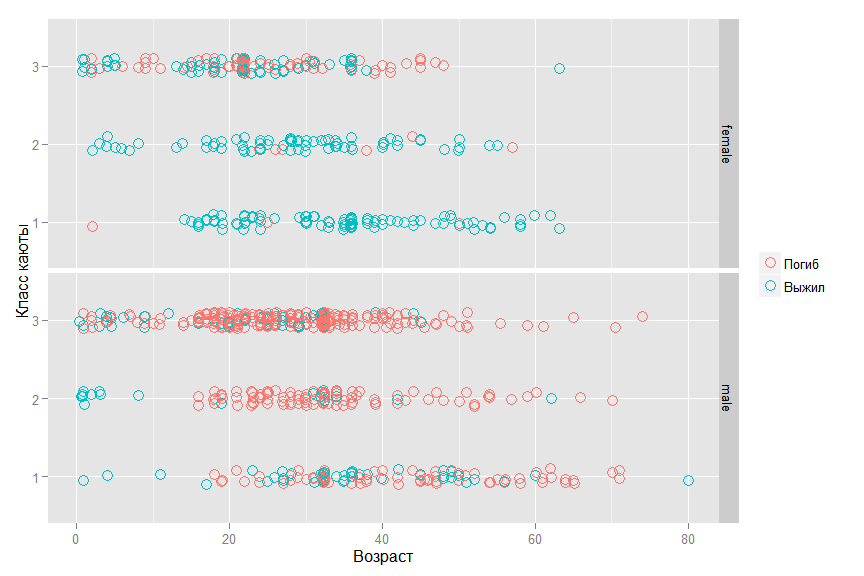 Класс каюты
3
2
1
female
3
2
1
male
0 20 40 60 80
Возраст
Погиб
Выжил